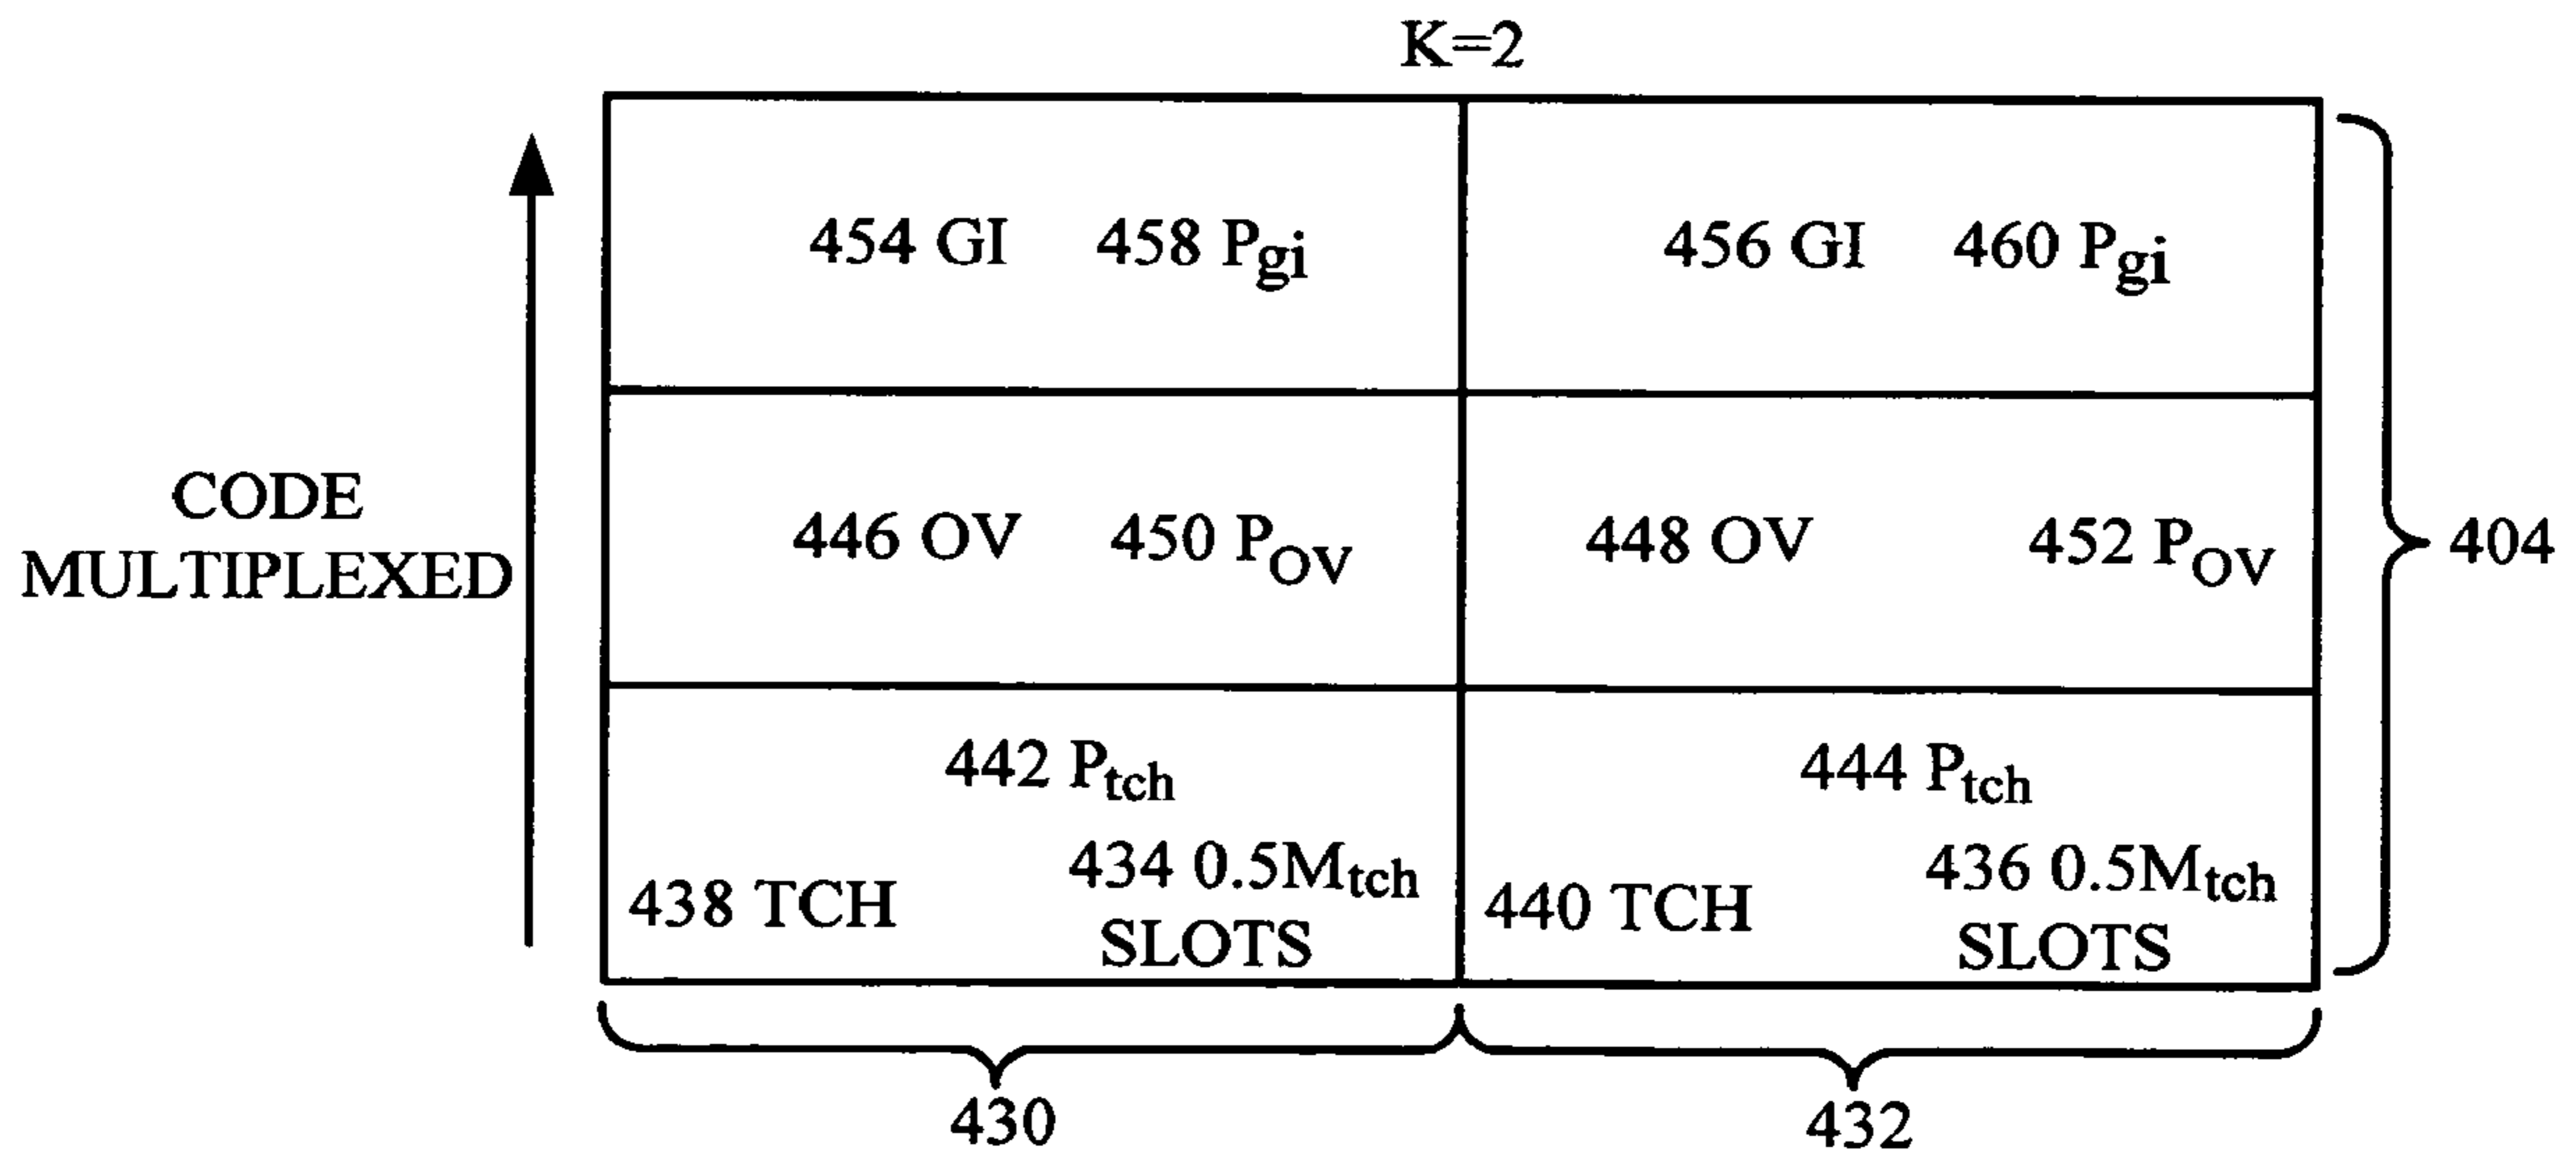 K=2
454 GI 458 Pgi 456 GI 460 Pgi
CODE
MULTIPLEXED
446 OV 450 POV 448 OV 452 POV
404
442 Ptch 444 Ptch
438 TCH 434 0.5Mtch
SLOTS
440 TCH 436 0.5Mtch
SLOTS
430 432